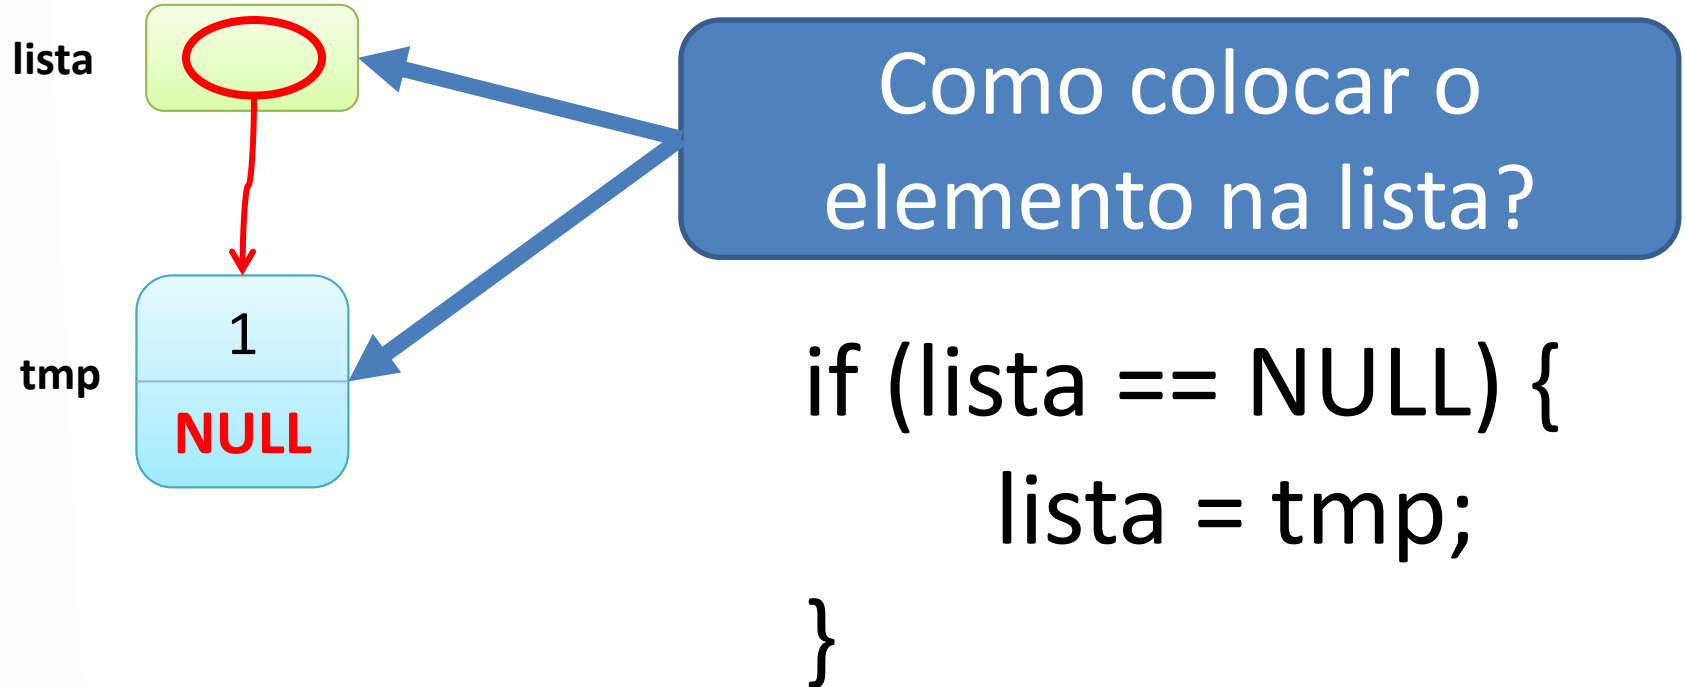 lista
Como colocar o
elemento na lista?
1
tmp
NULL
if (lista == NULL) {
lista = tmp;
}